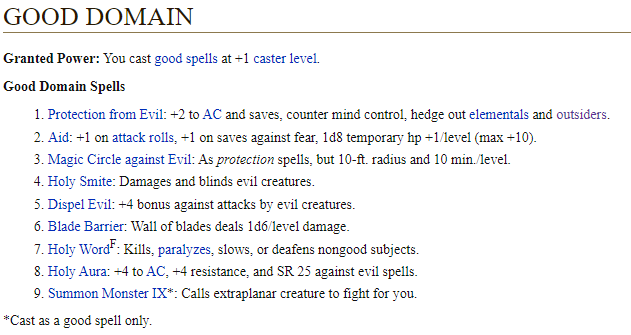 GOOD DOMAIN
Granted Power: You cast good spells at +1 caster level.
Good Domain Spells
1. Protection from Evil: +2 to AC and saves, counter mind control, hedge out elementals and outsiders.
2. Aid: +1 on attack rolls, +1 on saves against fear, 1d8 temporary hp +1/level (max +10).
3. Magic Circle against Evil: As protection spells, but 10-ft. radius and 10 min./level.
4. Holy Smite: Damages and blinds evil creatures.
5. Dispel Evil: +4 bonus against attacks by evil creatures.
6. Blade Barrier: Wall of blades deals 1d6/level damage.
7. Holy WordF: Kills, paralyzes, slows, or deafens nongood subjects.
8. Holy Aura: +4 to AC, +4 resistance, and SR 25 against evil spells.
9. Summon Monster IX*: Calls extraplanar creature to fight for you.
*Cast as a good spell only.